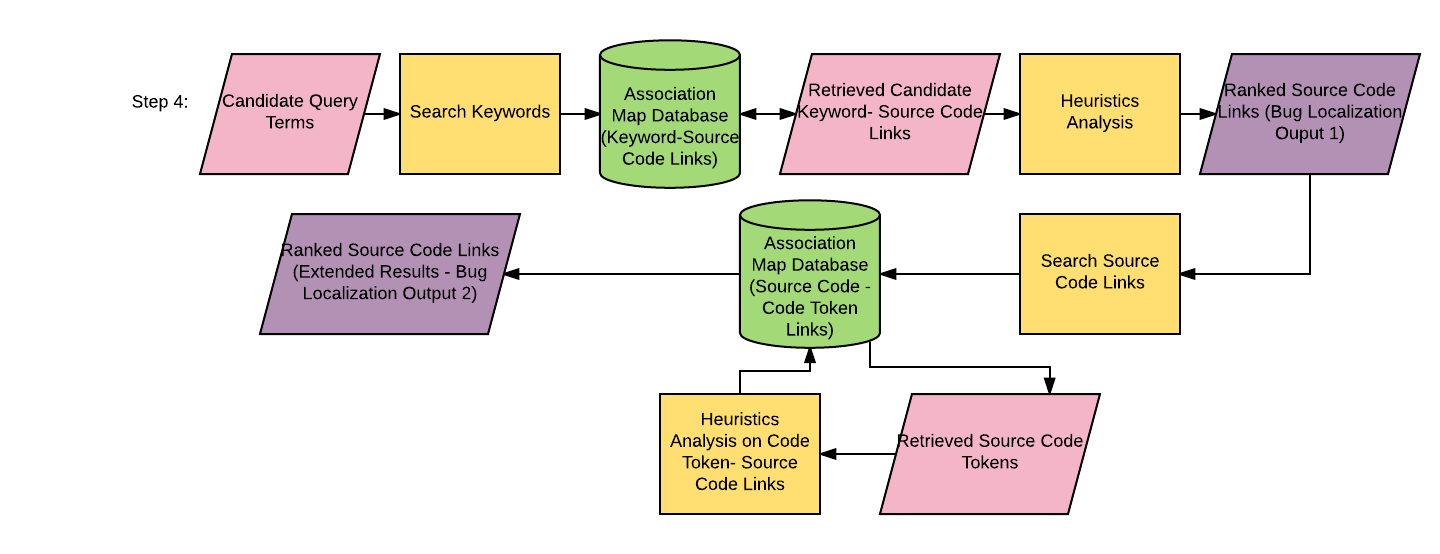 Step 4:
Candidate Query
Terms
Search Keywords
Association
Map Database
(Keyword-Source
Code Links)
Retrieved Candidate
Keyword- Source Code
Links
Heuristics
Analysis
Ranked Source Code
Links (Bug Localization
Ouput 1)
Ranked Source Code Links
(Extended Results - Bug
Localization Output 2)
Association
Map Database
(Source Code -
Code Token
Links)
Search Source
Code Links
Heuristics
Analysis on Code
Token- Source
Code Links
Retrieved Source Code
Tokens